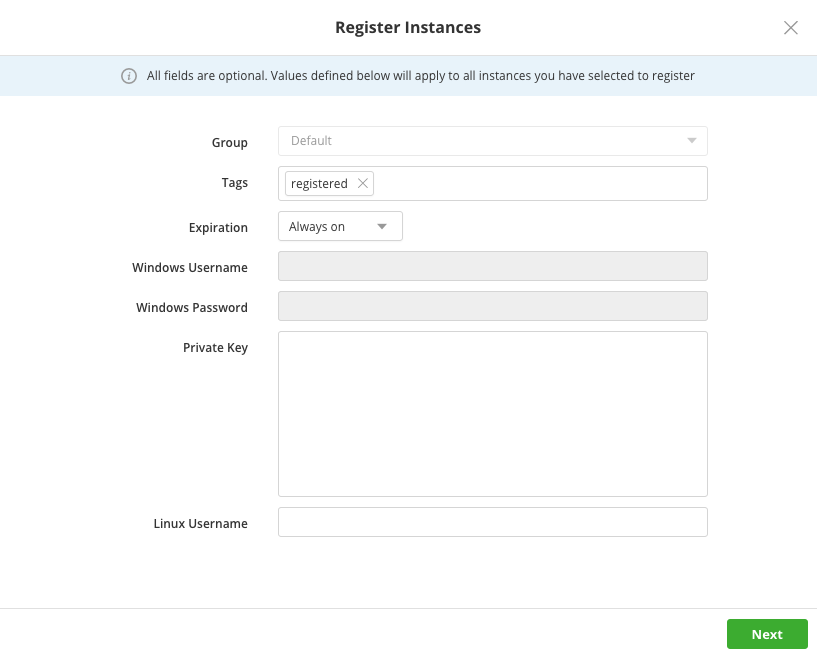 Register Instances
All fields are optional. Values defined below will apply to all instances you have selected to register
Group
Default
Tags
registered
Expiration
Always on
Windows Username
Windows Password
Private Key
Linux Username
Next